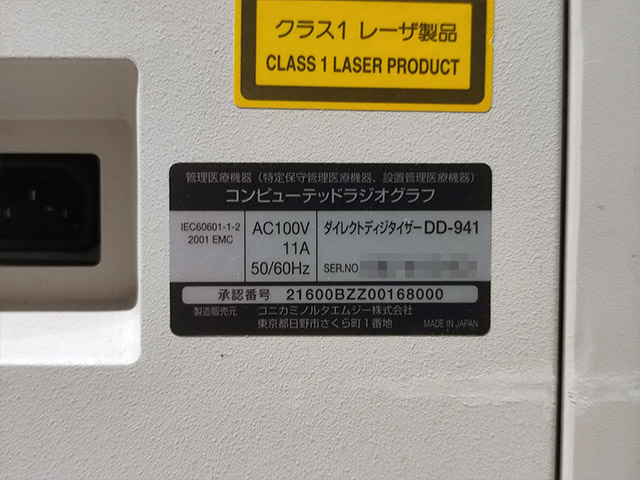 クラス1 レーザ製品
CLASS 1 LASER PRODUCT
管理医療機器（特定保守管理医療機器、設置管理医療機器）
コンピューテッドラジオグラフ
IEC60601-1-2
2001 EMC
AC100V
11A
50/60Hz
ダイレクトディジタイザー DD-941
SER.NO
承認番号 21600BZZ00168000
製造販売元 コニカミノルタエムジー株式会社
東京都日野市さくら町1番地
MADE IN JAPAN